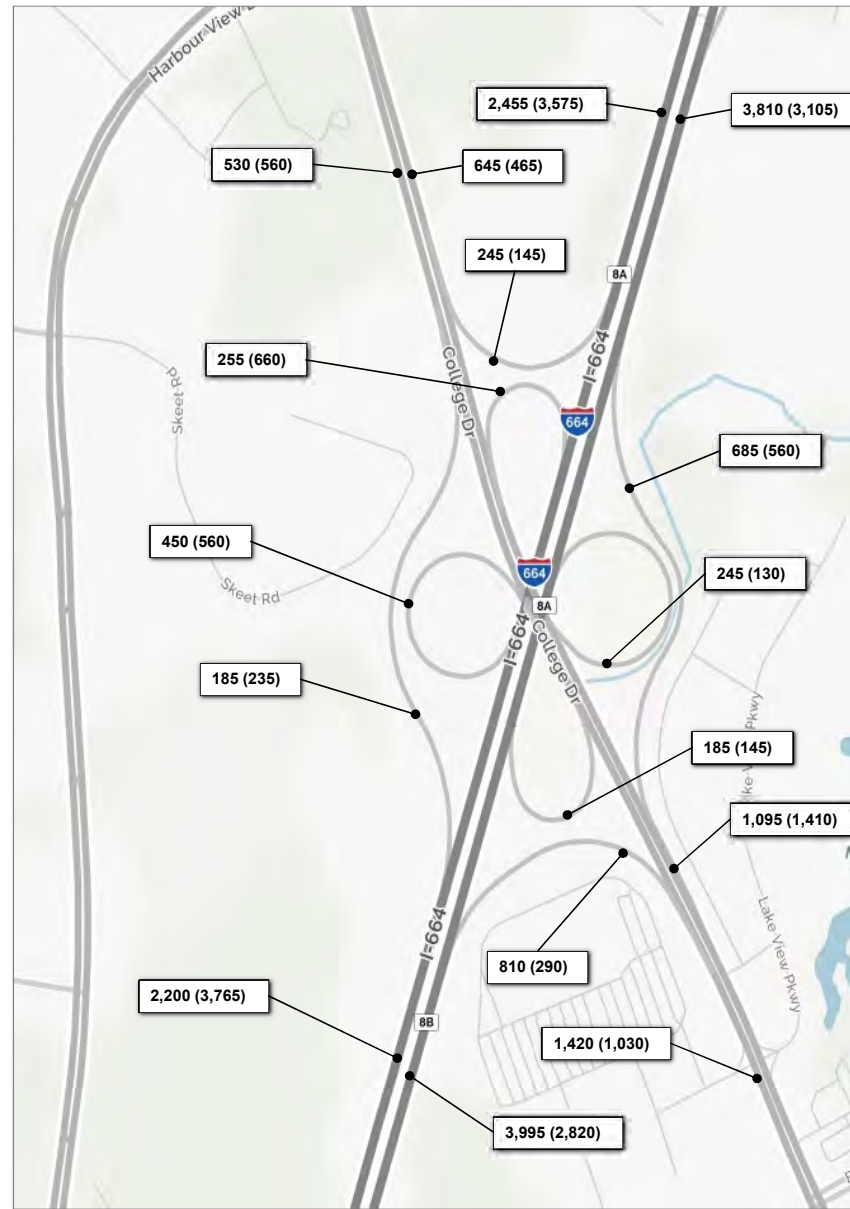 Harbour View
2,455 (3,575)
3,810 (3,105)
530 (560)
645 (465)
245 (145)
8A
I-664
255 (660)
College Dr
664
Skeet Rd
685 (560)
450 (560)
Skeet Rd
664
245 (130)
8A
I-664
College Dr
185 (235)
185 (145)
Pkwy
1,095 (1,410)
I-664
810 (290)
Lake View Pkwy
2,200 (3,765)
8B
1,420 (1,030)
3,995 (2,820)